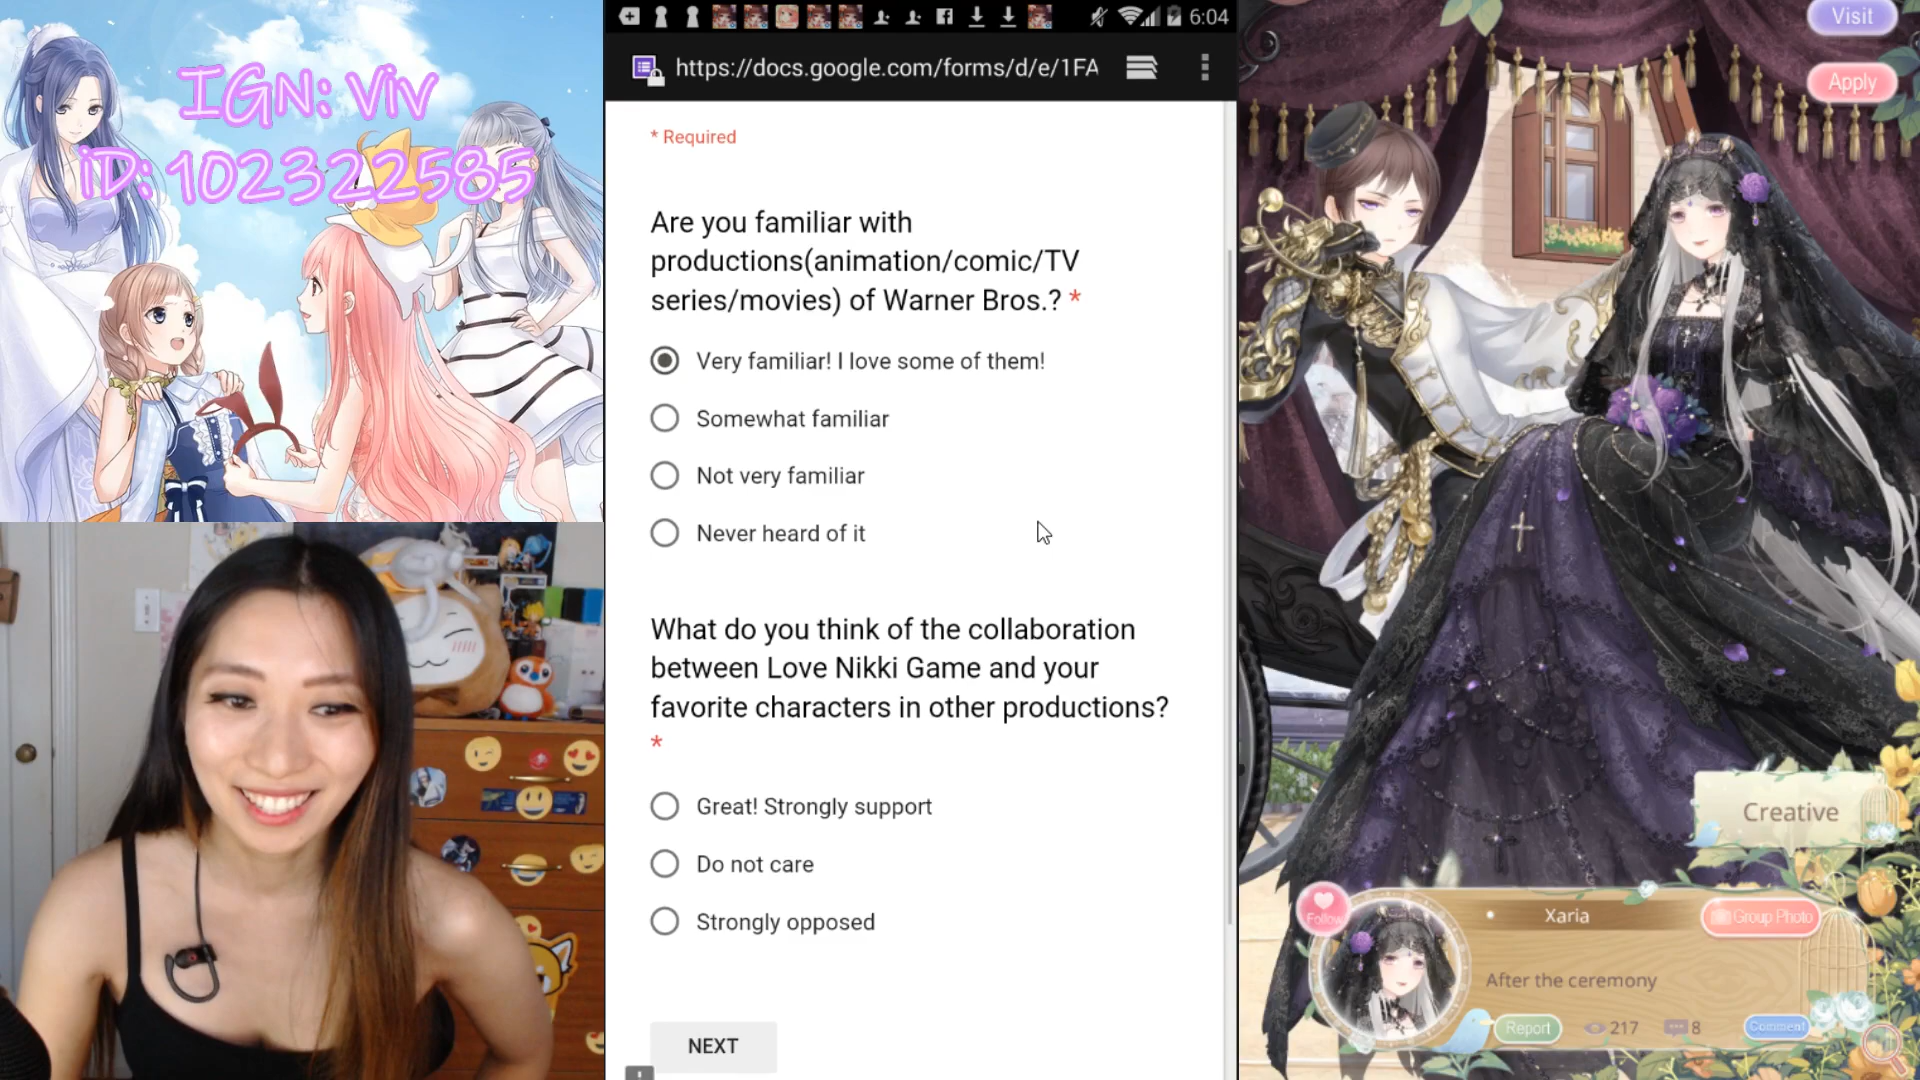 IGN: Viv
iD: 102322585
6:04
https://docs.google.com/forms/d/e/1FA
* Required
Are you familiar with
productions(animation/comic/TV
series/movies) of Warner Bros.? *
Very familiar! I love some of them!
Somewhat familiar
Not very familiar
Never heard of it
What do you think of the collaboration
between Love Nikki Game and your
favorite characters in other productions?
*
Great! Strongly support
Do not care
Strongly opposed
NEXT
Visit
Apply
Creative
Follow
Xaria
Group Photo
After the ceremony
Report
217
8
Comment